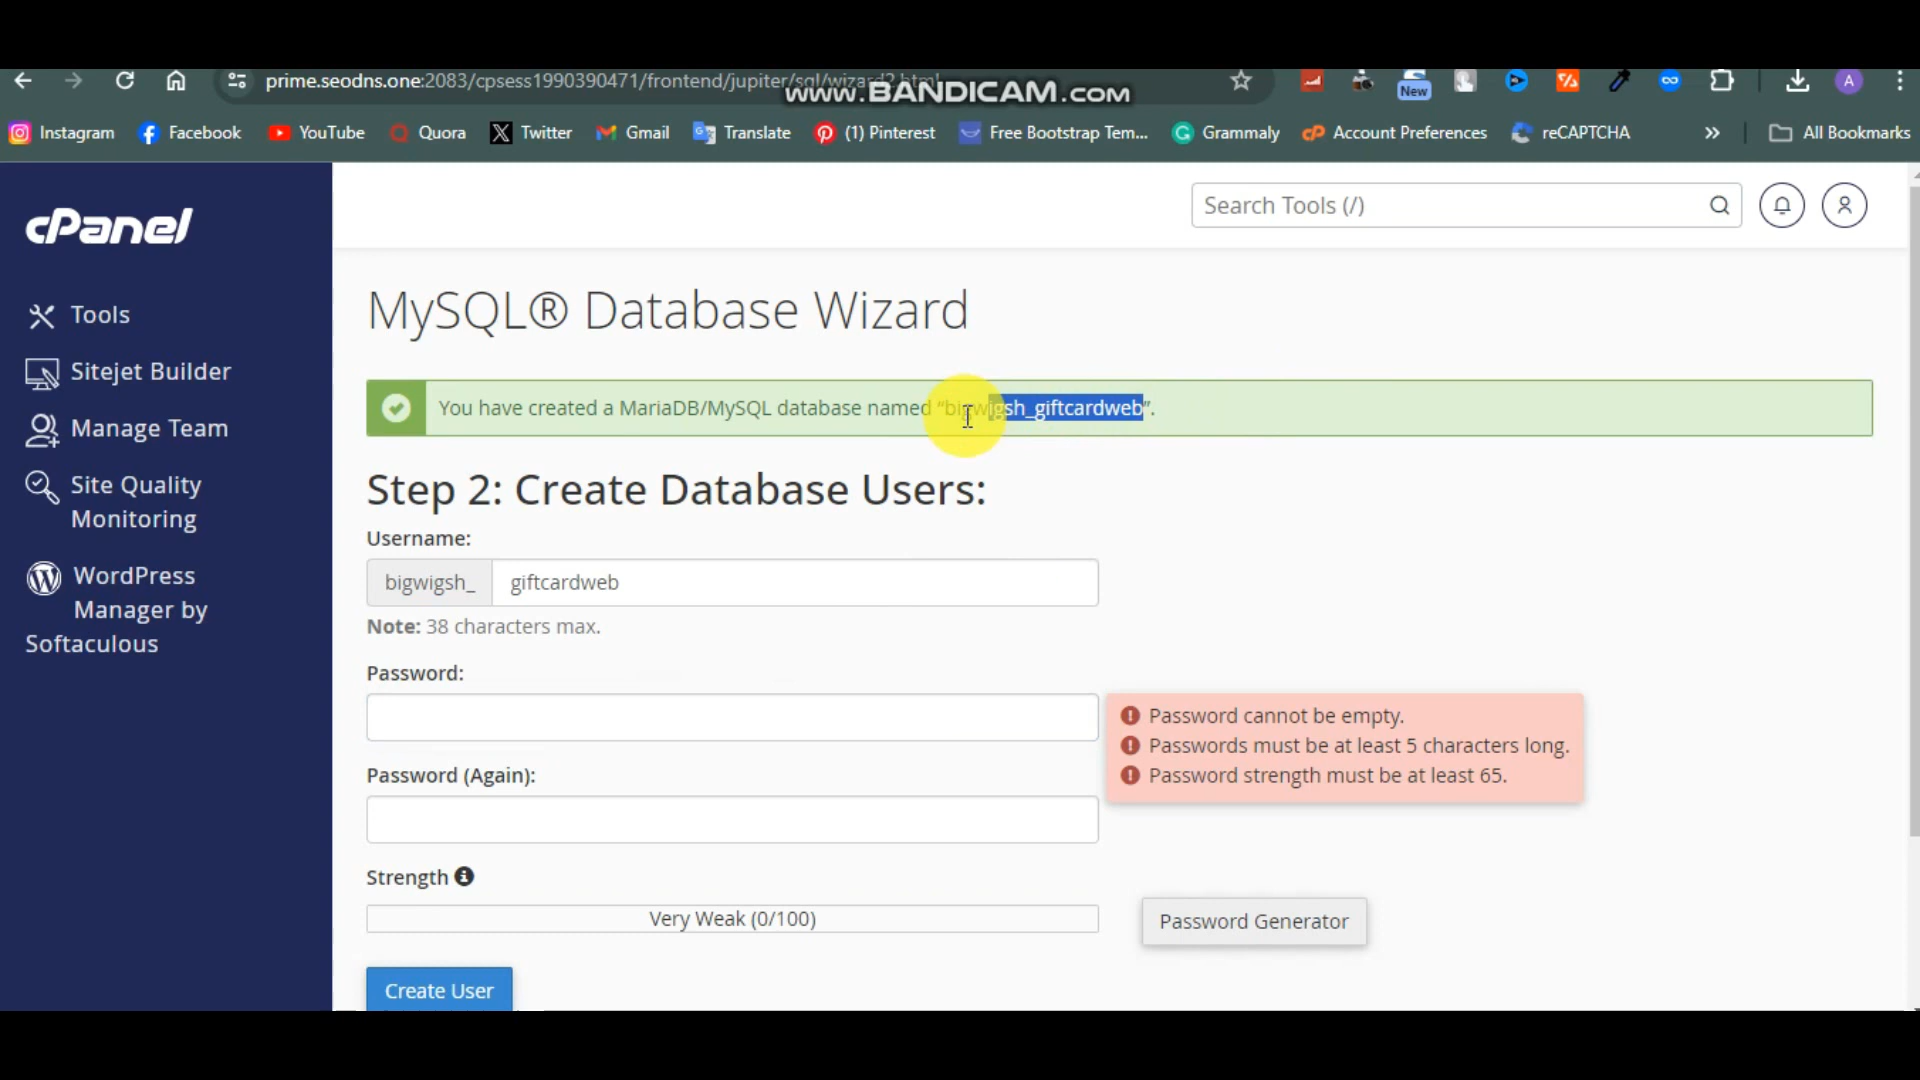 prime.seodns.one:2083/cpsess1990390471/frontend/jupiter/sql/wizard2.html
www.BANDICAM.com
New
A
Instagram
Facebook
YouTube
Quora
Twitter
Gmail
Translate
(1) Pinterest
Free Bootstrap Tem...
Grammaly
Account Preferences
reCAPTCHA
»
All Bookmarks
cPanel
Search Tools (/)
Tools
Sitejet Builder
Manage Team
Site Quality
Monitoring
WordPress
Manager by
Softaculous
MySQL® Database Wizard
You have created a MariaDB/MySQL database named “bigwigsh_giftcardweb”.
Step 2: Create Database Users:
Username:
bigwigsh_ giftcardweb
Note: 38 characters max.
Password:
Password cannot be empty.
Passwords must be at least 5 characters long.
Password strength must be at least 65.
Password (Again):
Strength
Very Weak (0/100)
Password Generator
Create User